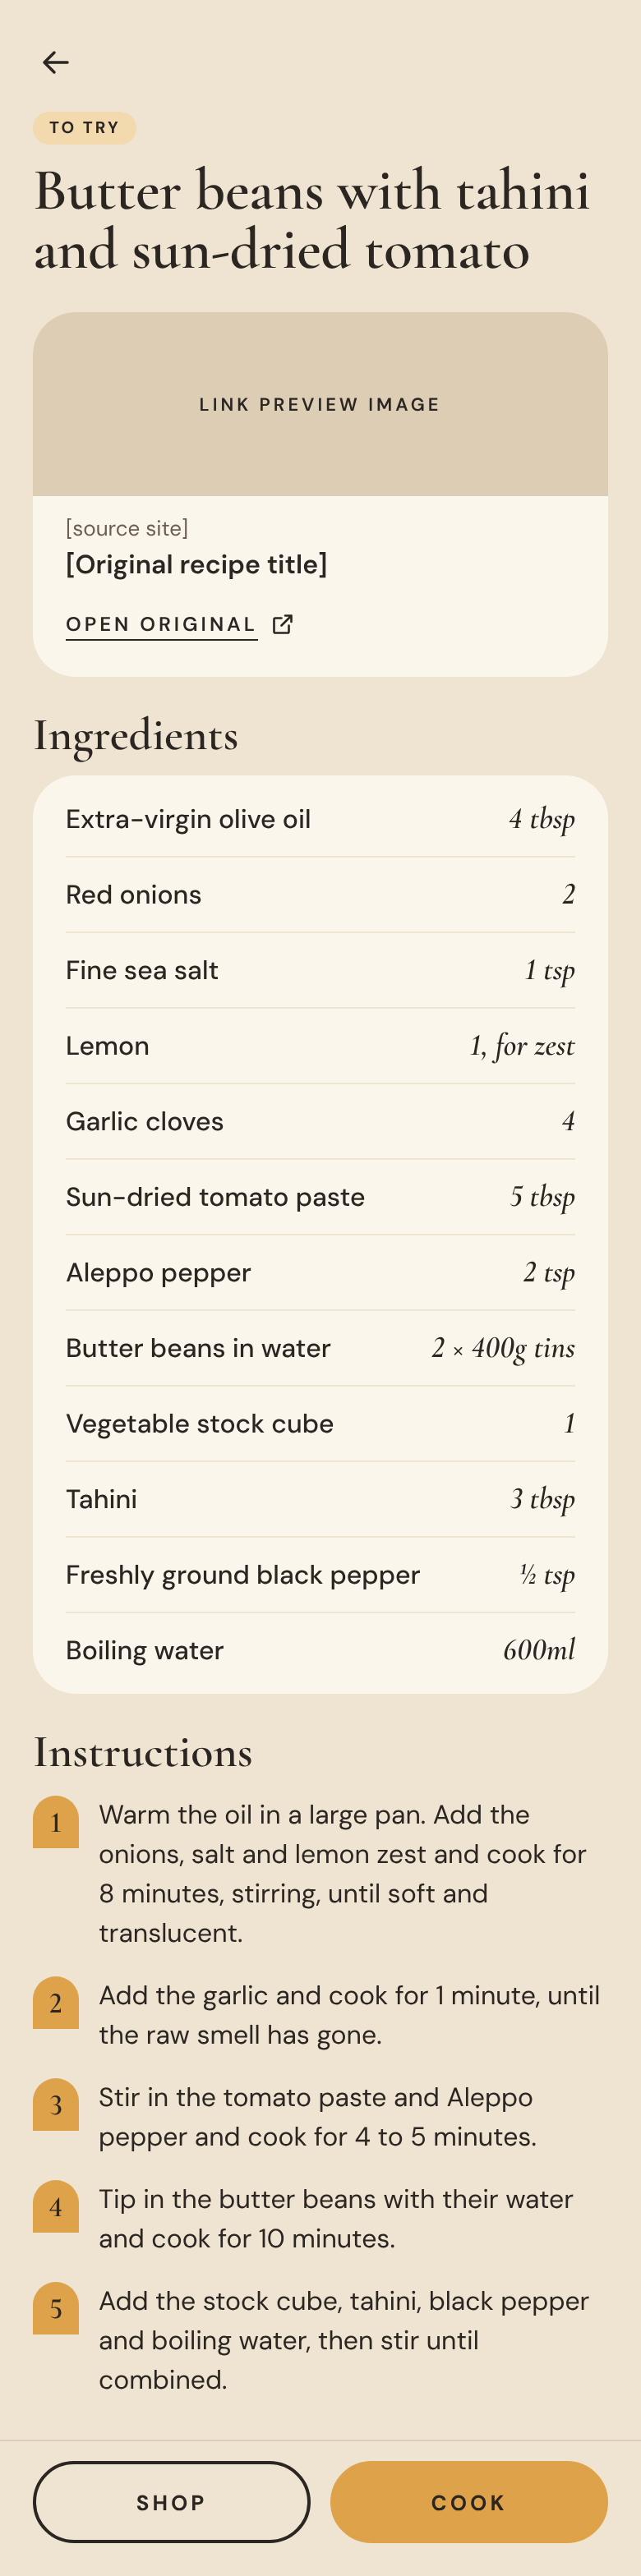 TO TRY
Butter beans with tahini
and sun-dried tomato
LINK PREVIEW IMAGE
[source site]
[Original recipe title]
OPEN ORIGINAL
Ingredients
Extra-virgin olive oil 4 tbsp
Red onions 2
Fine sea salt 1 tsp
Lemon 1, for zest
Garlic cloves 4
Sun-dried tomato paste 5 tbsp
Aleppo pepper 2 tsp
Butter beans in water 2 × 400g tins
Vegetable stock cube 1
Tahini 3 tbsp
Freshly ground black pepper ½ tsp
Boiling water 600ml
Instructions
1 Warm the oil in a large pan. Add the
onions, salt and lemon zest and cook for
8 minutes, stirring, until soft and
translucent.
2 Add the garlic and cook for 1 minute, until
the raw smell has gone.
3 Stir in the tomato paste and Aleppo
pepper and cook for 4 to 5 minutes.
4 Tip in the butter beans with their water
and cook for 10 minutes.
5 Add the stock cube, tahini, black pepper
and boiling water, then stir until
combined.
SHOP COOK